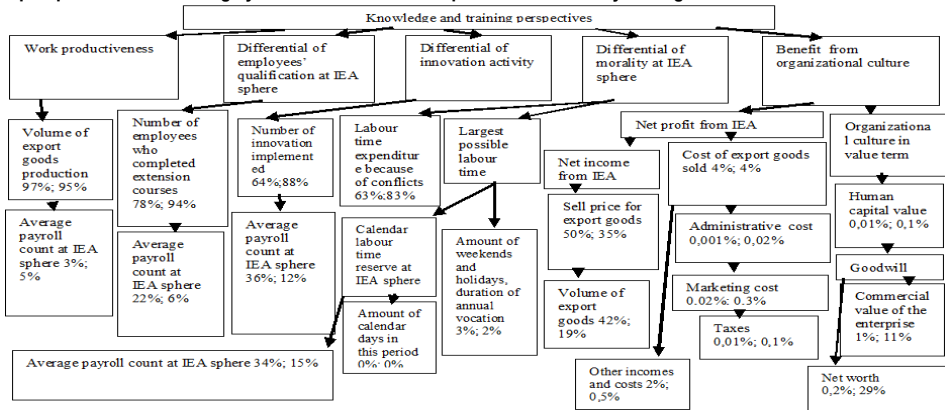 Knowledge and training perspectives
Work productiveness
Differential of
employees'
qualification at IEA
sphere
Differential of
innovation activity
Differential of
morality at IEA
sphere
Benefit from
organizational culture
Volume of
export goods
production
97%; 95%
Average
payroll count
at IEA
sphere 3%;
5%
Number of
employees
who
completed
extension
courses
78%; 94%
Average
payroll
count at
IEA sphere
22%; 6%
Number of
innovation
implement
ed
64%;88%
Average
payroll
count at
IEA sphere
36%; 12%
Labour
time
expenditur
e because
of conflicts
63%;83%
Largest
possible
labour
time
Calendar
labour
time
reserve at
IEA sphere
Amount of
calendar
days in
this period
0%; 0%
Average payroll count at IEA sphere 34%; 15%
Amount of
weekends
and
holidays,
duration of
annual
vocation
3%; 2%
Net profit from IEA
Net income
from IEA
Sell price for
export goods
50%; 35%
Volume of
export
goods 42%;
19%
Cost of export goods
sold 4%; 4%
Administrative cost
0,001%; 0,02%
Marketing cost
0.02%; 0.3%
Taxes
0,01%; 0,1%
Other incomes
and costs 2%;
0,5%
Organizationa
l culture in
value term
Human
capital value
0,01%; 0,1%
Goodwill
Commercial
value of the
enterprise
1%; 11%
Net worth
0,2%; 29%